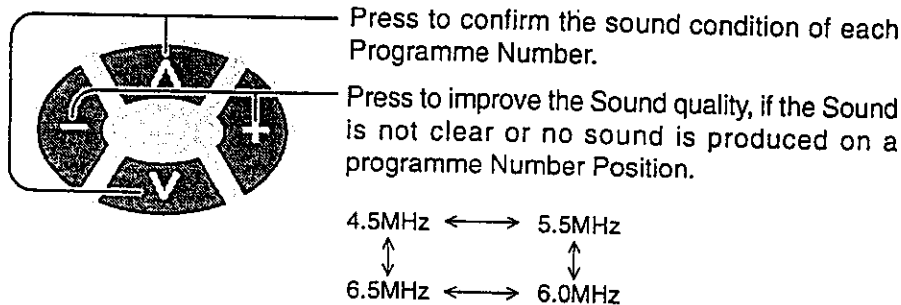 Press to confirm the sound condition of each
Programme Number.
Press to improve the Sound quality, if the Sound
is not clear or no sound is produced on a
programme Number Position.
4.5MHz ←→ 5.5MHz
↕ ↕
6.5MHz ←→ 6.0MHz